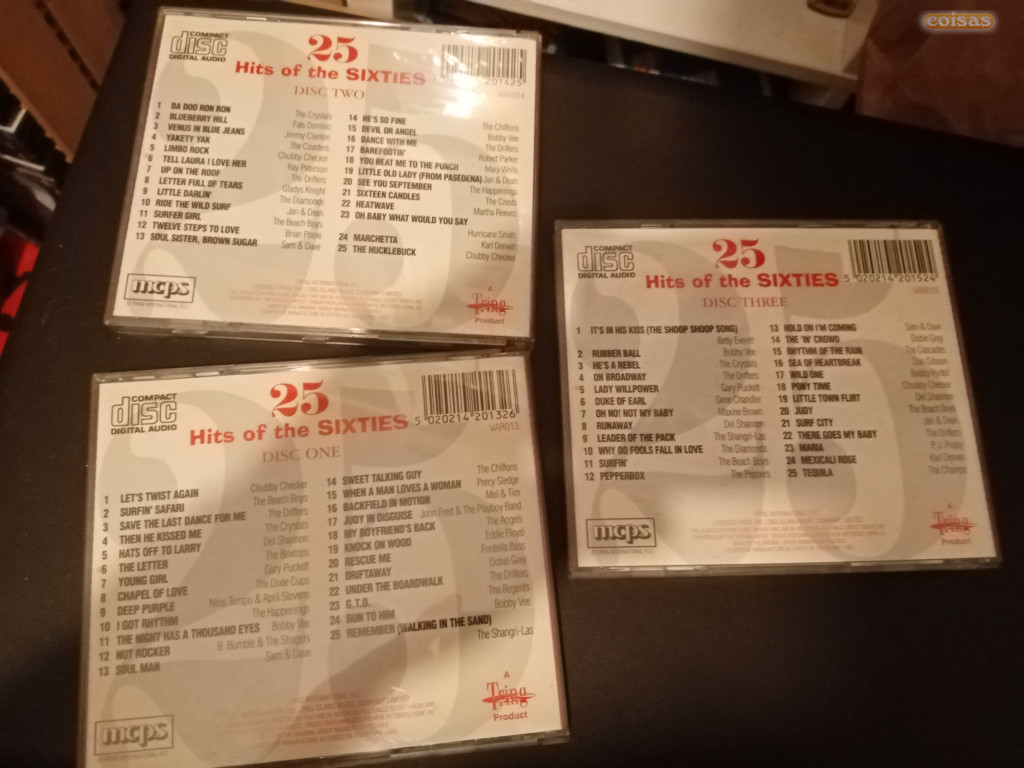 coisas
COMPACT
disc
DIGITAL AUDIO
25
Hits of the SIXTIES
DISC TWO
201425
VAR014
1 DA DOO RON RON The Crystals
2 BLUEBERRY HILL Fats Domino
3 VENUS IN BLUE JEANS Jimmy Clanton
4 YAKETY YAK The Coasters
5 LIMBO ROCK Chubby Checker
6 TELL LAURA I LOVE HER Ray Peterson
7 UP ON THE ROOF The Drifters
8 LETTER FULL OF TEARS Gladys Knight
9 LITTLE DARLIN' The Diamonds
10 RIDE THE WILD SURF Jan & Dean
11 SURFER GIRL The Beach Boys
12 TWELVE STEPS TO LOVE Brian Poole
13 SOUL SISTER, BROWN SUGAR Sam & Dave
14 HE'S SO FINE The Chiffons
15 DEVIL OR ANGEL Bobby Vee
16 DANCE WITH ME The Drifters
17 BAREFOOTIN' Robert Parker
18 YOU BEAT ME TO THE PUNCH Mary Wells
19 LITTLE OLD LADY (FROM PASEDENA) Jan & Dean
20 SEE YOU SEPTEMBER The Happenings
21 SIXTEEN CANDLES The Crests
22 HEATWAVE Martha Reeves
23 OH BABY WHAT WOULD YOU SAY
Hurricane Smith
24 MARCHETTA Karl Denver
25 THE HUCKLEBUCK Chubby Checker
mcps
A
Tring
Product
COMPACT
disc
DIGITAL AUDIO
25
Hits of the SIXTIES
DISC THREE
5 020214 201524
VAR015
1 IT'S IN HIS KISS (THE SHOOP SHOOP SONG)
Betty Everett
2 RUBBER BALL Bobby Vee
3 HE'S A REBEL The Crystals
4 ON BROADWAY The Drifters
5 LADY WILLPOWER Gary Puckett
6 DUKE OF EARL Gene Chandler
7 OH NO! NOT MY BABY Maxine Brown
8 RUNAWAY Del Shannon
9 LEADER OF THE PACK The Shangri-Las
10 WHY DO FOOLS FALL IN LOVE The Diamonds
11 SURFIN' The Beach Boys
12 PEPPERBOX The Peppers
13 HOLD ON I'M COMING Sam & Dave
14 THE 'IN' CROWD Dobie Gray
15 RHYTHM OF THE RAIN The Cascades
16 SEA OF HEARTBREAK Don Gibson
17 WILD ONE Bobby Rydell
18 PONY TIME Chubby Checker
19 LITTLE TOWN FLIRT Del Shannon
20 JUDY The Beach Boys
21 SURF CITY Jan & Dean
22 THERE GOES MY BABY The Drifters
23 MARIA P.J. Proby
24 MEXICALI ROSE Karl Denver
25 TEQUILA The Champs
mcps
A
Tring
Product
COMPACT
disc
DIGITAL AUDIO
25
Hits of the SIXTIES
DISC ONE
5 020214 201326
VAR013
1 LET'S TWIST AGAIN Chubby Checker
2 SURFIN' SAFARI The Beach Boys
3 SAVE THE LAST DANCE FOR ME The Drifters
4 THEN HE KISSED ME The Crystals
5 HATS OFF TO LARRY Del Shannon
6 THE LETTER The Boxtops
7 YOUNG GIRL Gary Puckett
8 CHAPEL OF LOVE The Dixie Cups
9 DEEP PURPLE Nino Tempo & April Stevens
10 I GOT RHYTHM The Happenings
11 THE NIGHT HAS A THOUSAND EYES Bobby Vee
12 NUT ROCKER B. Bumble & The Stingers
13 SOUL MAN Sam & Dave
14 SWEET TALKING GUY The Chiffons
15 WHEN A MAN LOVES A WOMAN Percy Sledge
16 BACKFIELD IN MOTION Mel & Tim
17 JUDY IN DISGUISE John Fred & The Playboy Band
18 MY BOYFRIEND'S BACK The Angels
19 KNOCK ON WOOD Eddie Floyd
20 RESCUE ME Fontella Bass
21 DRIFTAWAY Dobie Gray
22 UNDER THE BOARDWALK The Drifters
23 G.T.O. The Regents
24 RUN TO HIM Bobby Vee
25 REMEMBER (WALKING IN THE SAND)
The Shangri-Las
mcps
A
Tring
Product